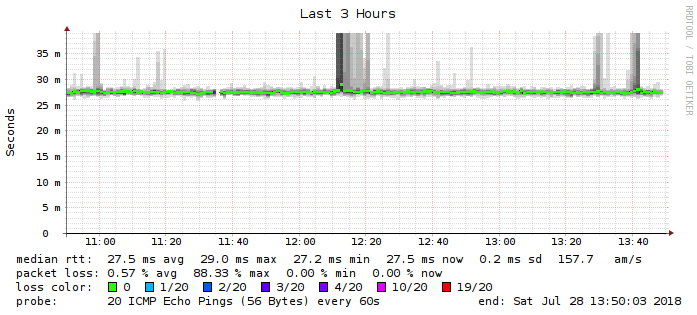 Last 3 Hours
RRDTOOL / TOBI OETIKER
Seconds
35 m
30 m
25 m
20 m
15 m
10 m
5 m
0
11:00 11:20 11:40 12:00 12:20 12:40 13:00 13:20 13:40
median rtt: 27.5 ms avg 29.0 ms max 27.2 ms min 27.5 ms now 0.2 ms sd 157.7 am/s
packet loss: 0.57 % avg 88.33 % max 0.00 % min 0.00 % now
loss color: 0 1/20 2/20 3/20 4/20 10/20 19/20
probe: 20 ICMP Echo Pings (56 Bytes) every 60s end: Sat Jul 28 13:50:03 2018